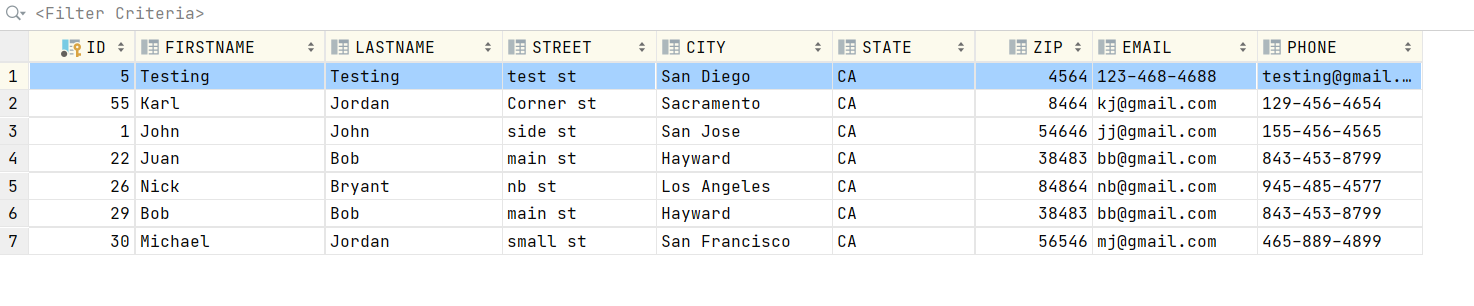 <Filter Criteria>
ID FIRSTNAME LASTNAME STREET CITY STATE ZIP EMAIL PHONE
1 5 Testing Testing test st San Diego CA 4564 123-468-4688 testing@gmail.…
2 55 Karl Jordan Corner st Sacramento CA 8464 kj@gmail.com 129-456-4654
3 1 John John side st San Jose CA 54646 jj@gmail.com 155-456-4565
4 22 Juan Bob main st Hayward CA 38483 bb@gmail.com 843-453-8799
5 26 Nick Bryant nb st Los Angeles CA 84864 nb@gmail.com 945-485-4577
6 29 Bob Bob main st Hayward CA 38483 bb@gmail.com 843-453-8799
7 30 Michael Jordan small st San Francisco CA 56546 mj@gmail.com 465-889-4899